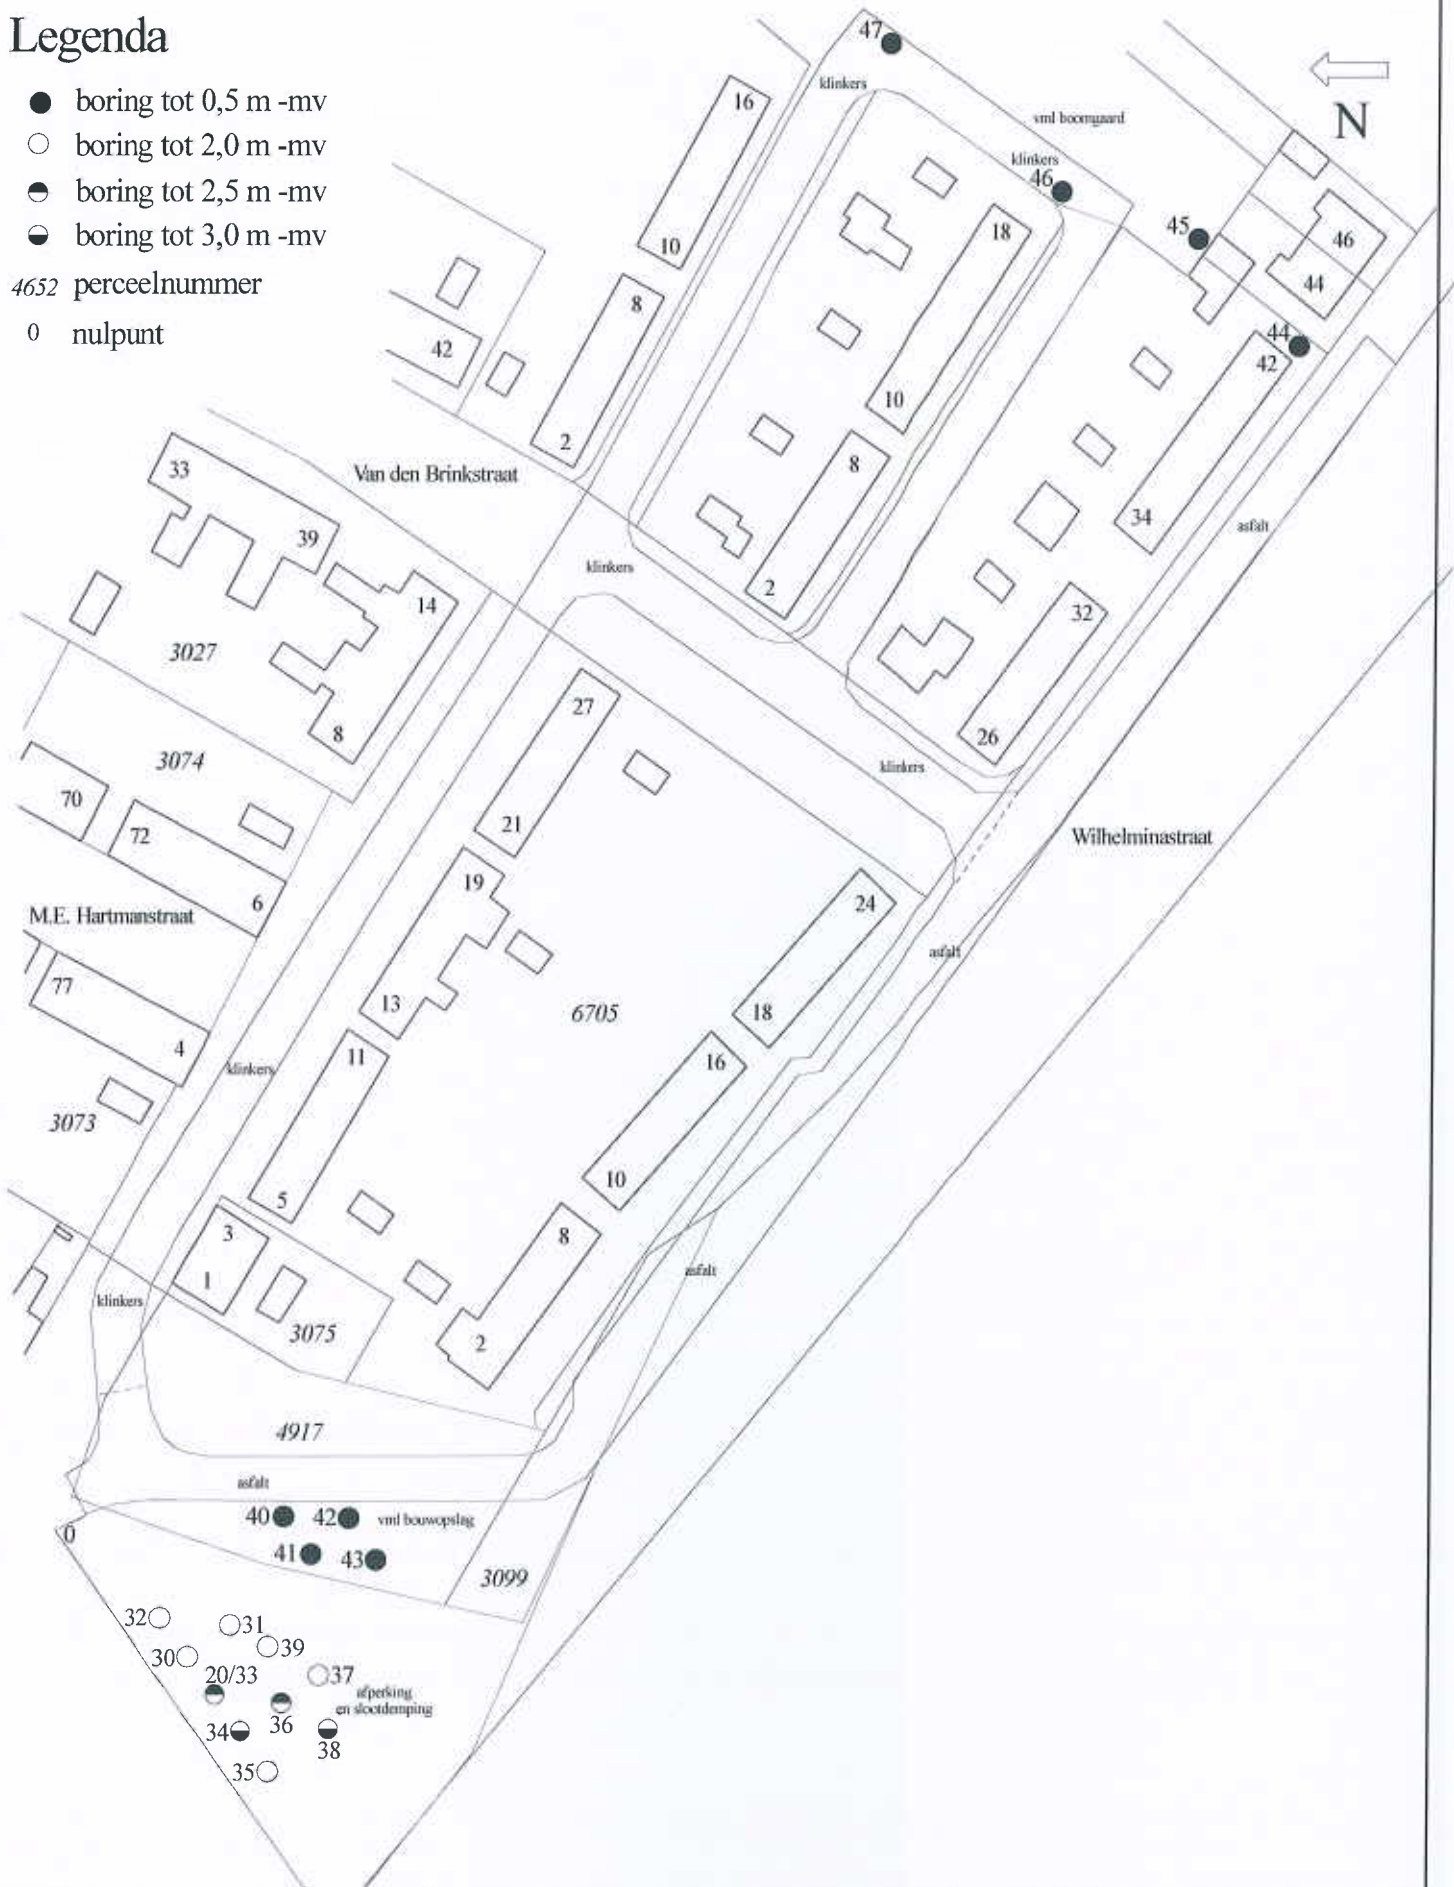 Legenda
boring tot 0,5 m -mv
boring tot 2,0 m -mv
boring tot 2,5 m -mv
boring tot 3,0 m -mv
4652 perceelnummer
0 nulpunt
N
47
klinkers
vml boomgaard
klinkers
46
45
44
46
44
42
34
32
26
16
10
8
2
42
18
10
8
2
Van den Brinkstraat
33
39
14
8
3027
3074
70
72
6
M.E. Hartmanstraat
77
4
3073
klinkers
klinkers
asfalt
Wilhelminastraat
asfalt
27
21
19
13
11
5
3
1
6705
24
18
16
10
8
2
klinkers
klinkers
3075
asfalt
4917
asfalt
0
40
42
vml bouwopslag
41
43
3099
32
31
39
30
20/33
37
afperking
en slootdemping
34
36
38
35